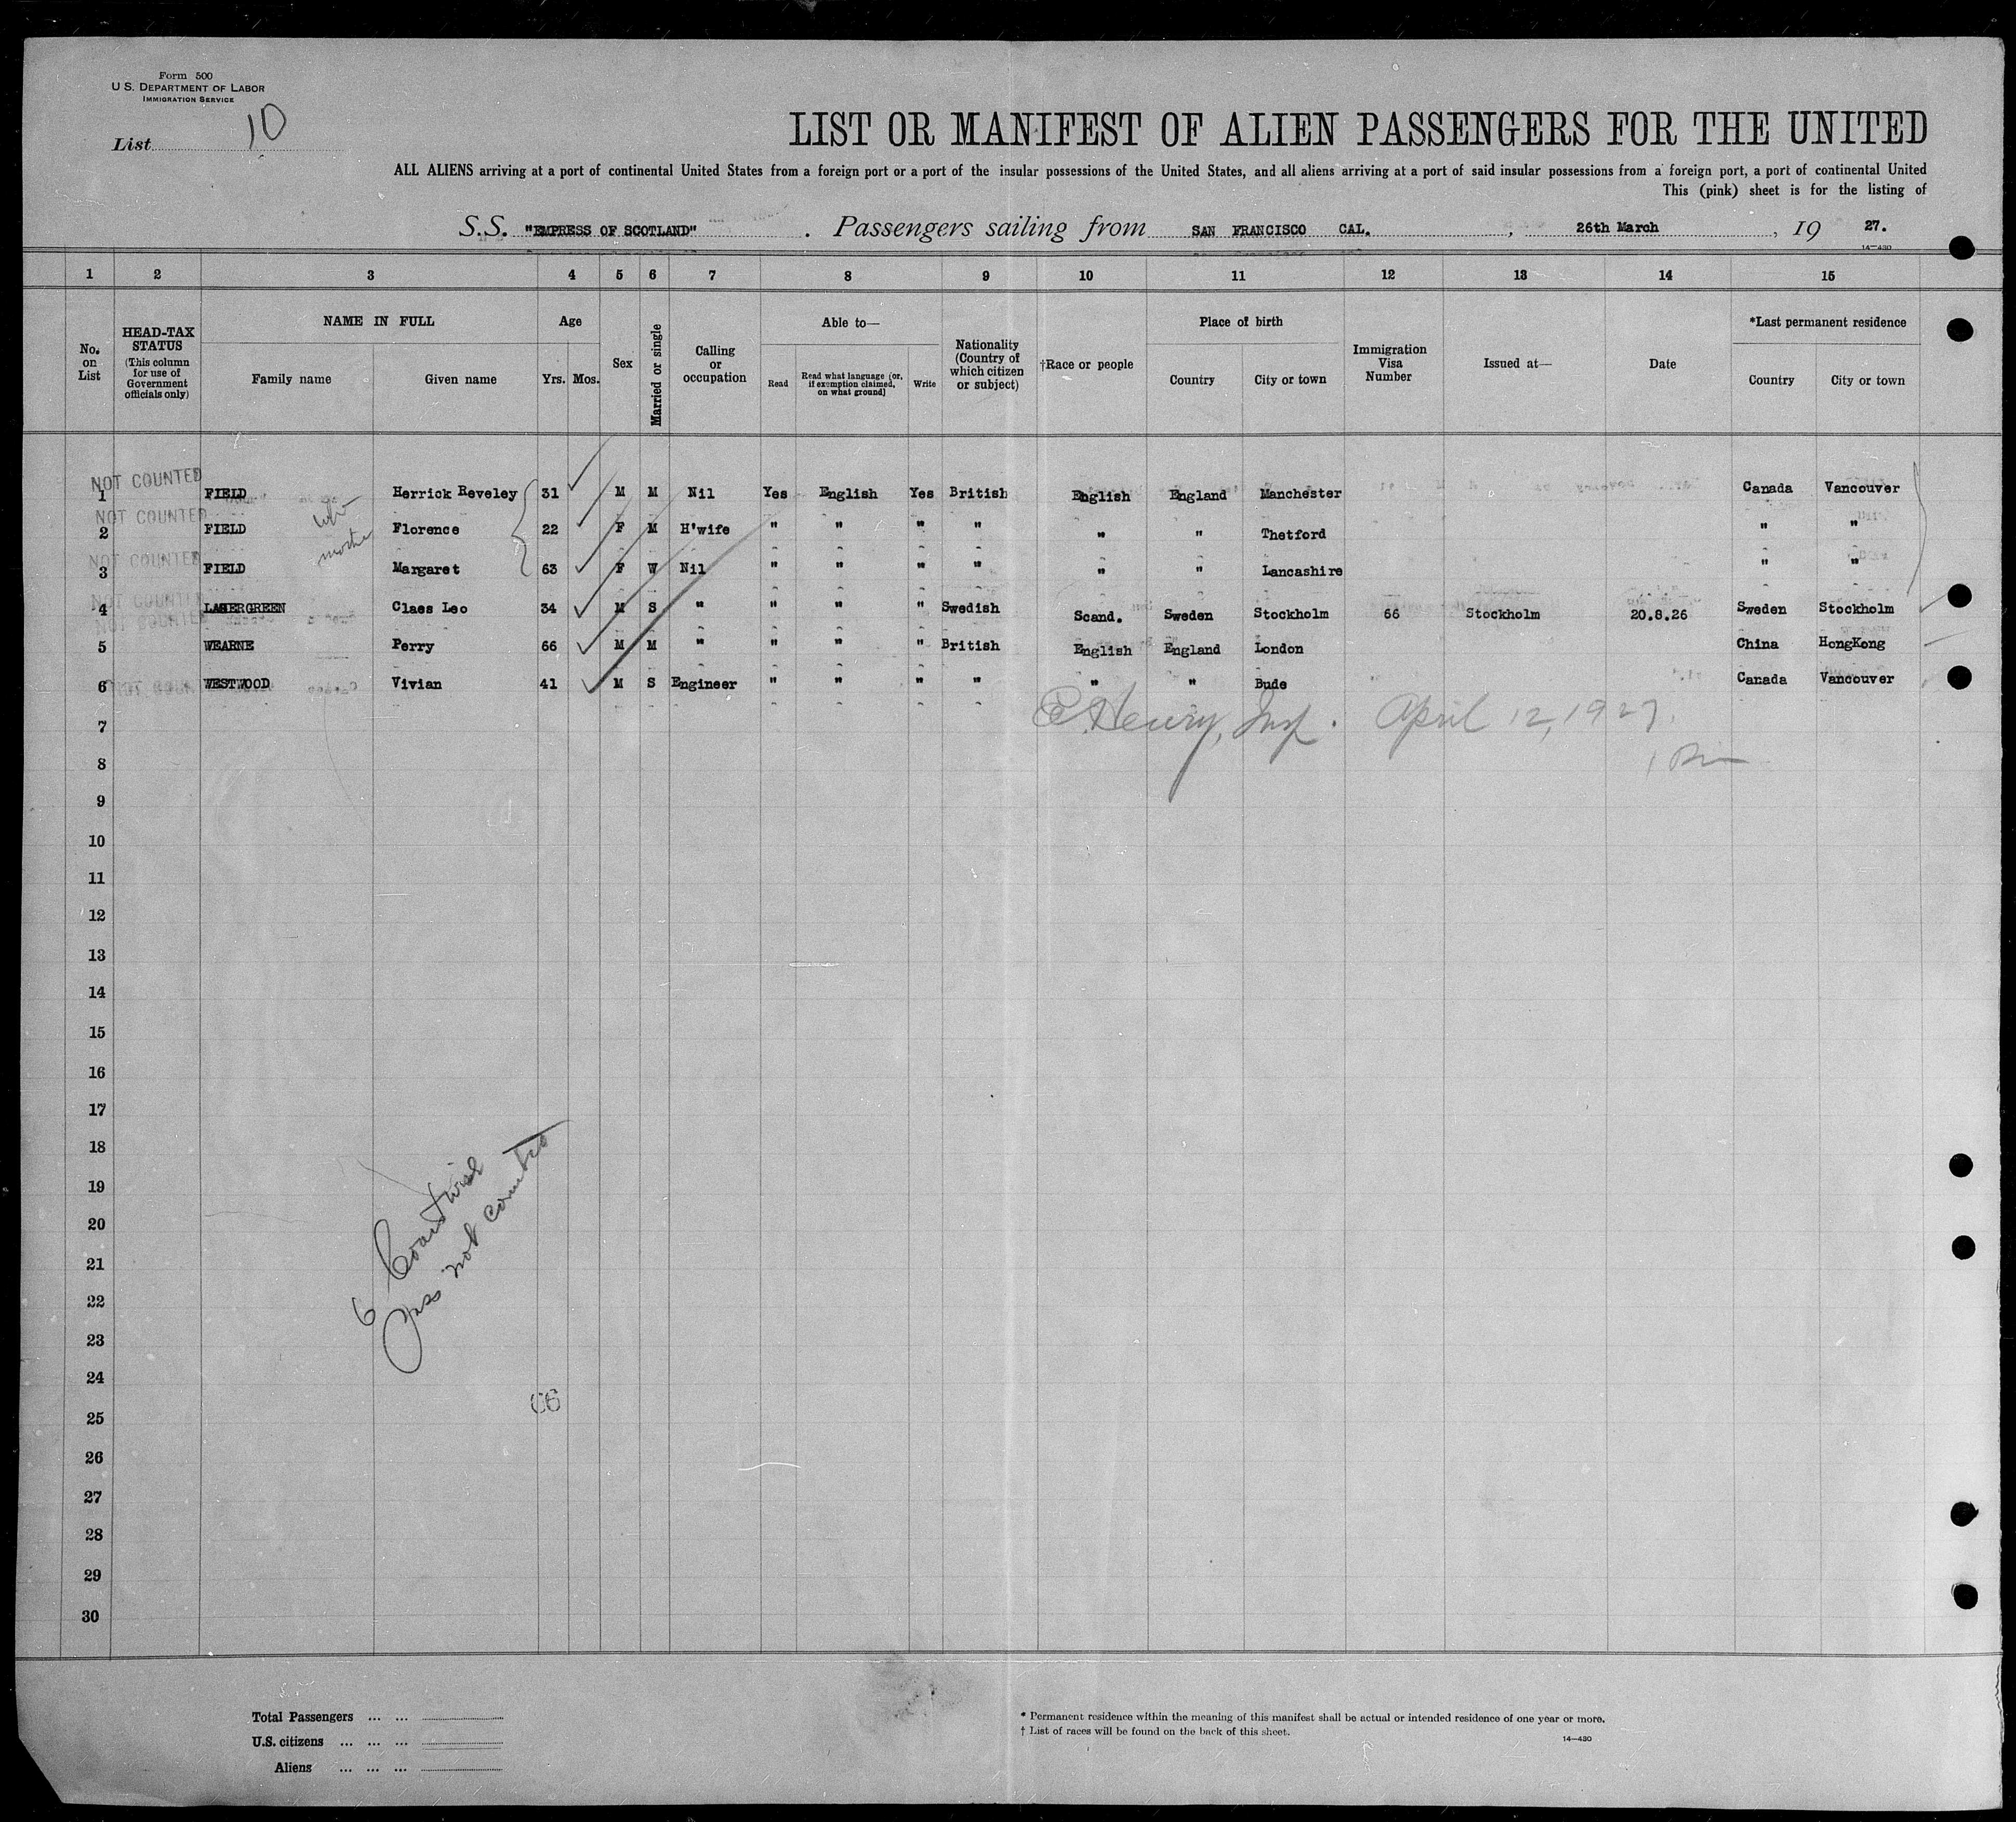 Form 500
U S. DEPARTMENT OF LABOR
IMMIGRATION SERVICE
List 10
LIST OR MANIFEST OF ALIEN PASSENGERS FOR THE UNITED
ALL ALIENS arriving at a port of continental United States from a foreign port or a port of the insular possessions of the United States, and all aliens arriving at a port of said insular possessions from a foreign port, a port of continental United
This (pink) sheet is for the listing of
S.S. "EMPRESS OF SCOTLAND". Passengers sailing from SAN FRANCISCO CAL., 26th March, 19 27.
14—430
1 2 3 4 5 6 7 8 9 10 11 12 13 14 15
No. on List
HEAD-TAX STATUS (This column for use of Government officials only)
NAME IN FULL
Family name Given name
Age
Yrs. Mos.
Sex
Married or single
Calling or occupation
Able to—
Read
Read what language (or, if exemption claimed, on what ground)
Write
Nationality (Country of which citizen or subject)
†Race or people
Place of birth
Country City or town
Immigration Visa Number
Issued at—
Date
*Last permanent residence
Country City or town
NOT COUNTED
1 FIELD Herrick Reveley 31 M M Nil Yes English Yes British English England Manchester Canada Vancouver
NOT COUNTED
2 FIELD Florence 22 F M H'wife " " " " " " Thetford " "
NOT COUNTED
3 FIELD Margaret 63 F W Nil " " " " " " Lancashire " "
NOT COUNTED
4 LAGERGREEN Claes Leo 34 M S " " " " Swedish Scand. Sweden Stockholm 66 Stockholm 20.8.26 Sweden Stockholm
NOT COUNTED
5 WEARNE Perry 66 M M " " " " British English England London China HongKong
6 WESTWOOD Vivian 41 M S Engineer " " " " " " Bude Canada Vancouver
E. Henry, Insp. April 12, 1927.
7
8
9
10
11
12
13
14
15
16
17
18
19
20
21
22
23
24
25
26
27
28
29
30
6 Coastwise
Pass not counted
Total Passengers ... ...
U.S. citizens ... ... ...
Aliens ... ... ...
* Permanent residence within the meaning of this manifest shall be actual or intended residence of one year or more.
† List of races will be found on the back of this sheet.
14—430